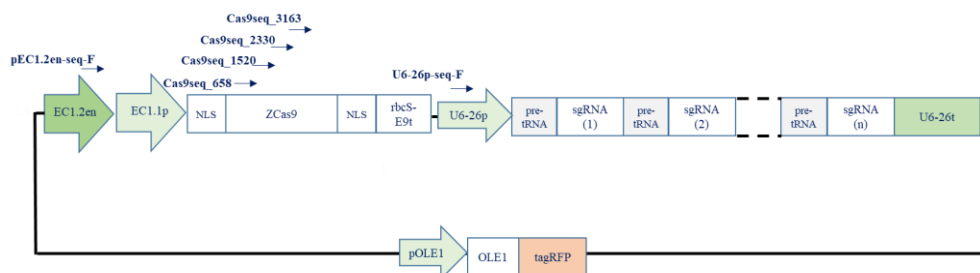 Cas9seq_3163
Cas9seq_2330
pEC1.2en-seq-F
Cas9seq_1520
U6-26p-seq-F
Cas9seq_658
EC1.2en
EC1.1p
NLS
ZCas9
NLS
rbcS-
E9t
U6-26p
pre-
tRNA
sgRNA
(1)
pre-
tRNA
sgRNA
(2)
pre-
tRNA
sgRNA
(n)
U6-26t
pOLE1
OLE1
tagRFP